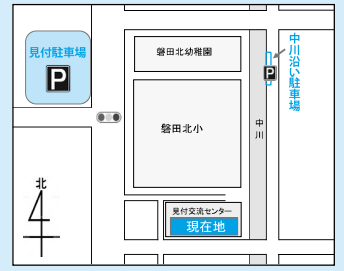 見付駐車場
P
磐田北幼稚園
P
中川沿い駐車場
磐田北小
中川
北
見付交流センター
現在地